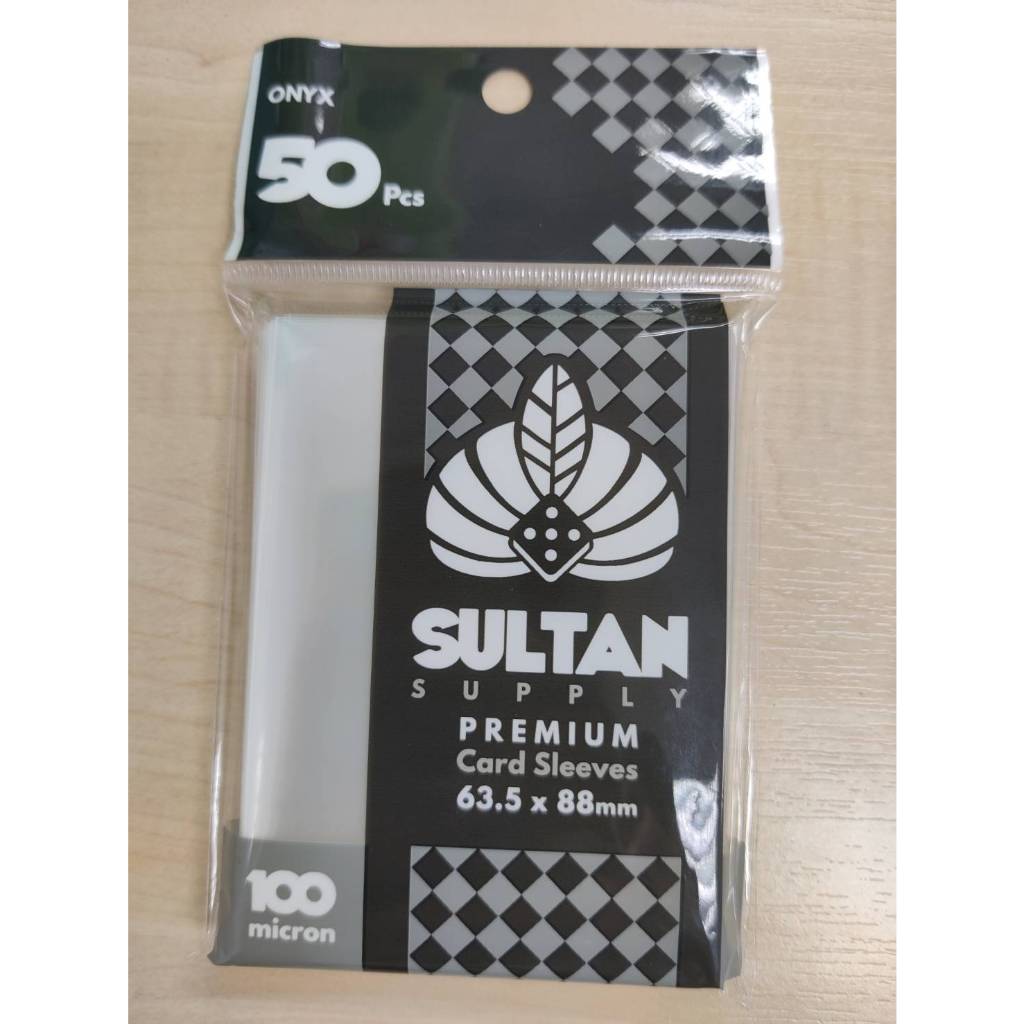 ONYX
50 Pcs
SULTAN
SUPPLY
PREMIUM
Card Sleeves
63.5 x 88mm
100
micron